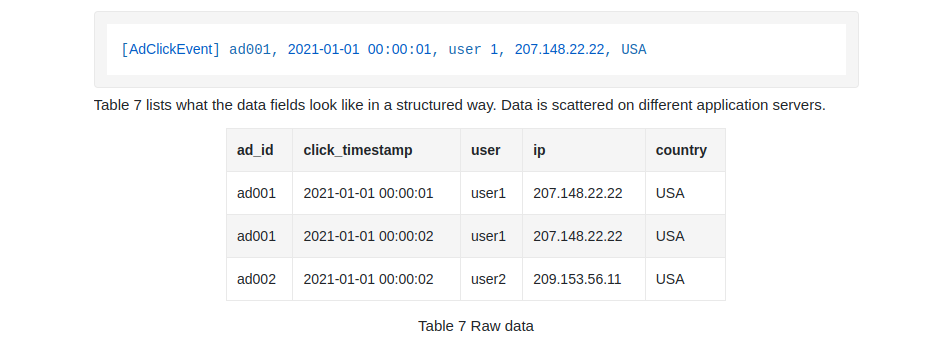 [AdClickEvent] ad001, 2021-01-01 00:00:01, user 1, 207.148.22.22, USA
Table 7 lists what the data fields look like in a structured way. Data is scattered on different application servers.
ad_id click_timestamp user ip country
ad001 2021-01-01 00:00:01 user1 207.148.22.22 USA
ad001 2021-01-01 00:00:02 user1 207.148.22.22 USA
ad002 2021-01-01 00:00:02 user2 209.153.56.11 USA
Table 7 Raw data